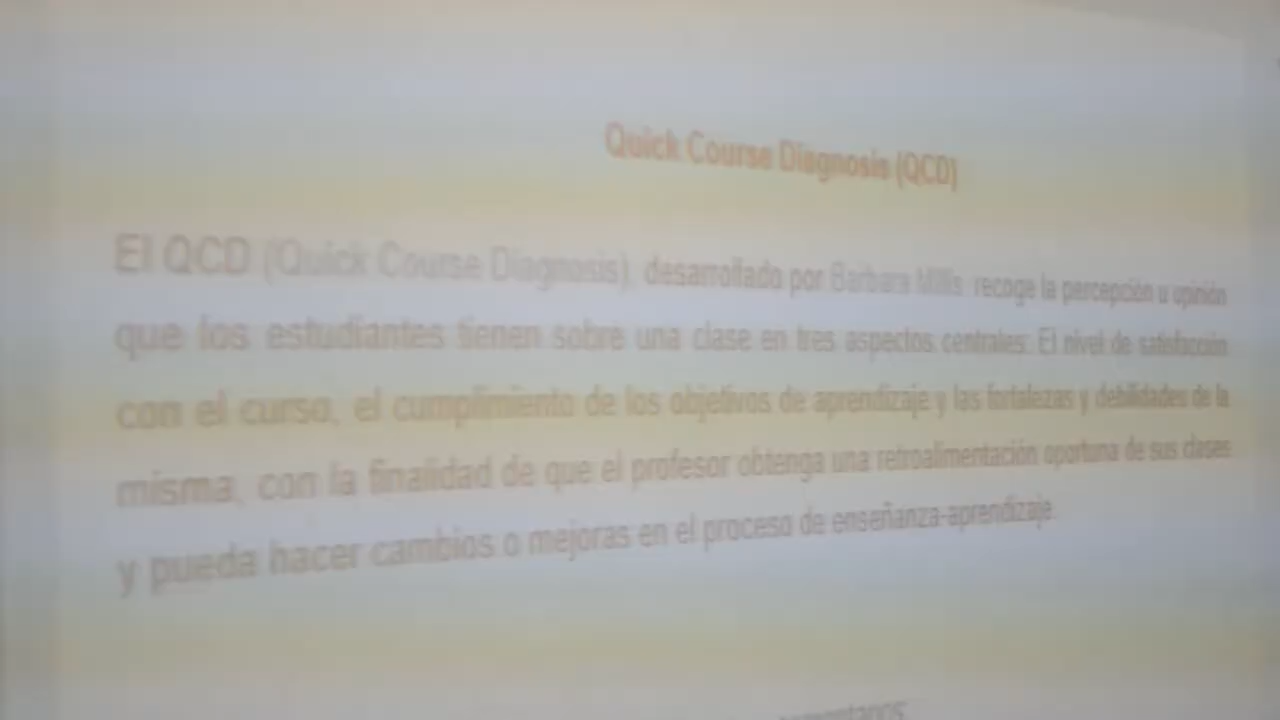 Quick Course Diagnosis (QCD)
El QCD (Quick Course Diagnosis), desarrollado por Barbara Millis recoge la percepción u opinión
que los estudiantes tienen sobre una clase en tres aspectos centrales: El nivel de satisfacción
con el curso, el cumplimiento de los objetivos de aprendizaje y las fortalezas y debilidades de la
misma, con la finalidad de que el profesor obtenga una retroalimentación oportuna de sus clases
y pueda hacer cambios o mejoras en el proceso de enseñanza-aprendizaje.